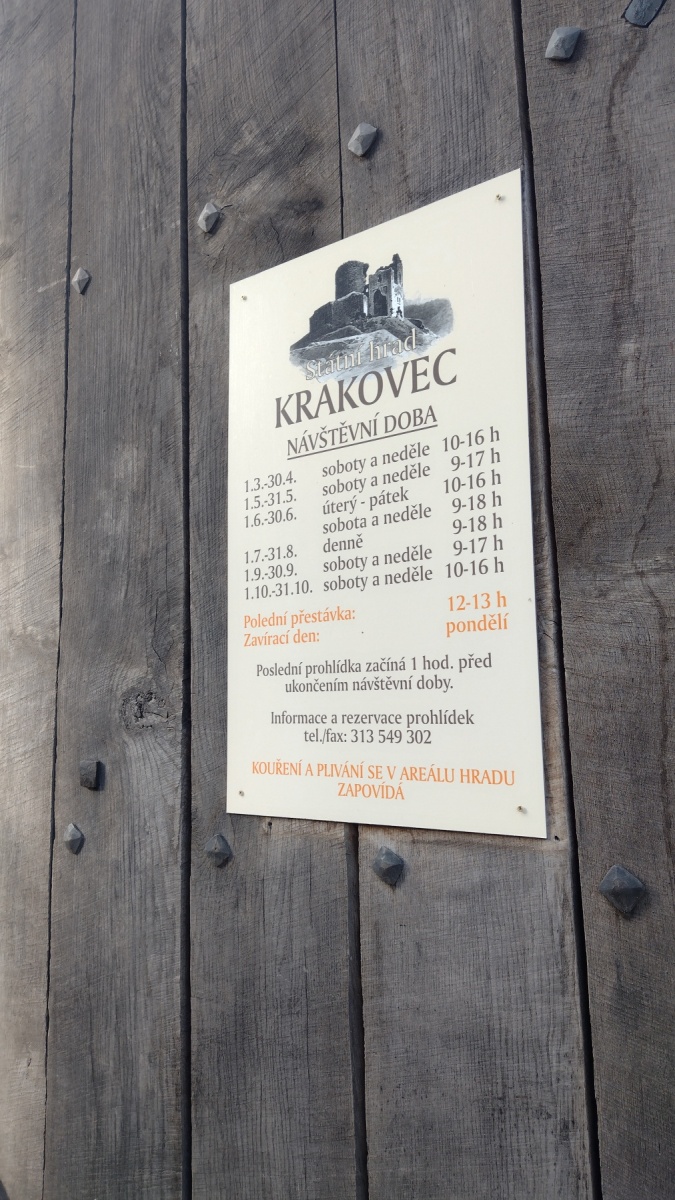 Státní hrad
KRAKOVEC
NÁVŠTĚVNÍ DOBA
1.3.-30.4. soboty a neděle 10-16 h
1.5.-31.5. soboty a neděle 9-17 h
1.6.-30.6. úterý - pátek 10-16 h
sobota a neděle 9-18 h
1.7.-31.8. denně 9-18 h
1.9.-30.9. soboty a neděle 9-17 h
1.10.-31.10. soboty a neděle 10-16 h
Polední přestávka: 12-13 h
Zavírací den: pondělí
Poslední prohlídka začíná 1 hod. před
ukončením návštěvní doby.
Informace a rezervace prohlídek
tel./fax: 313 549 302
KOUŘENÍ A PLIVÁNÍ SE V AREÁLU HRADU
ZAPOVÍDÁ